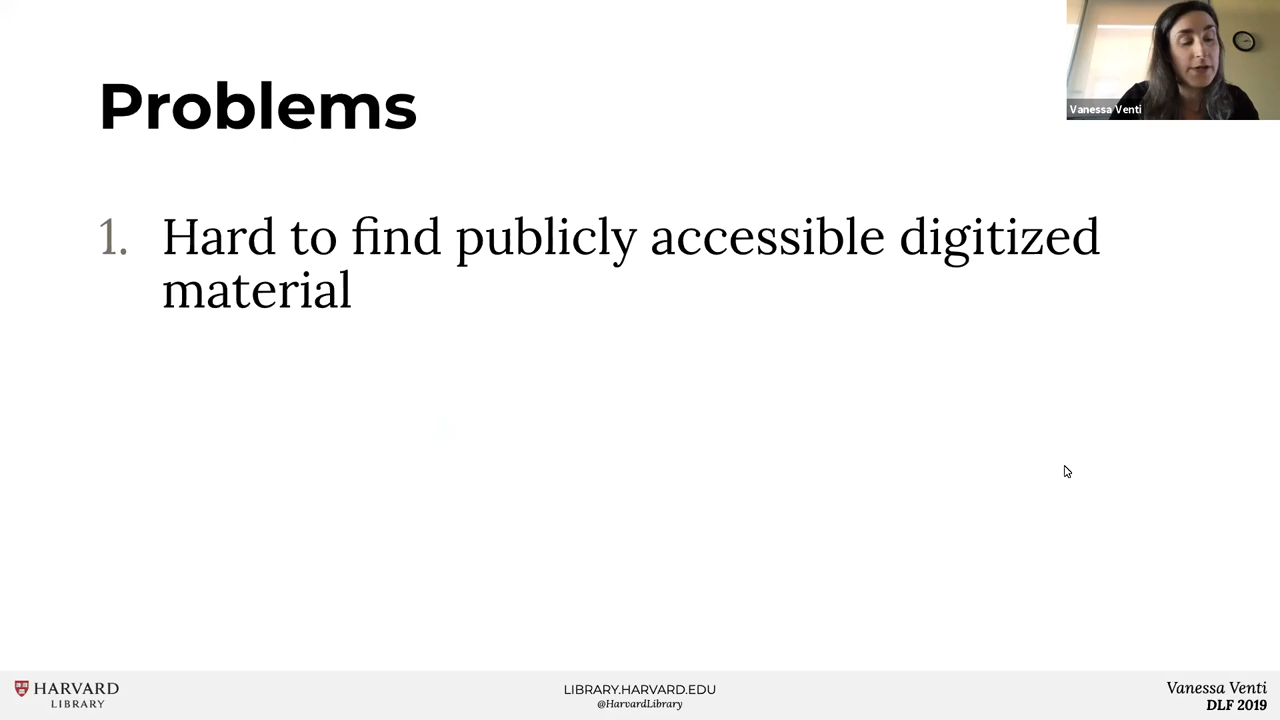 Problems
Vanessa Venti
1. Hard to find publicly accessible digitized
material
HARVARD
LIBRARY
LIBRARY.HARVARD.EDU
@HarvardLibrary
Vanessa Venti
DLF 2019